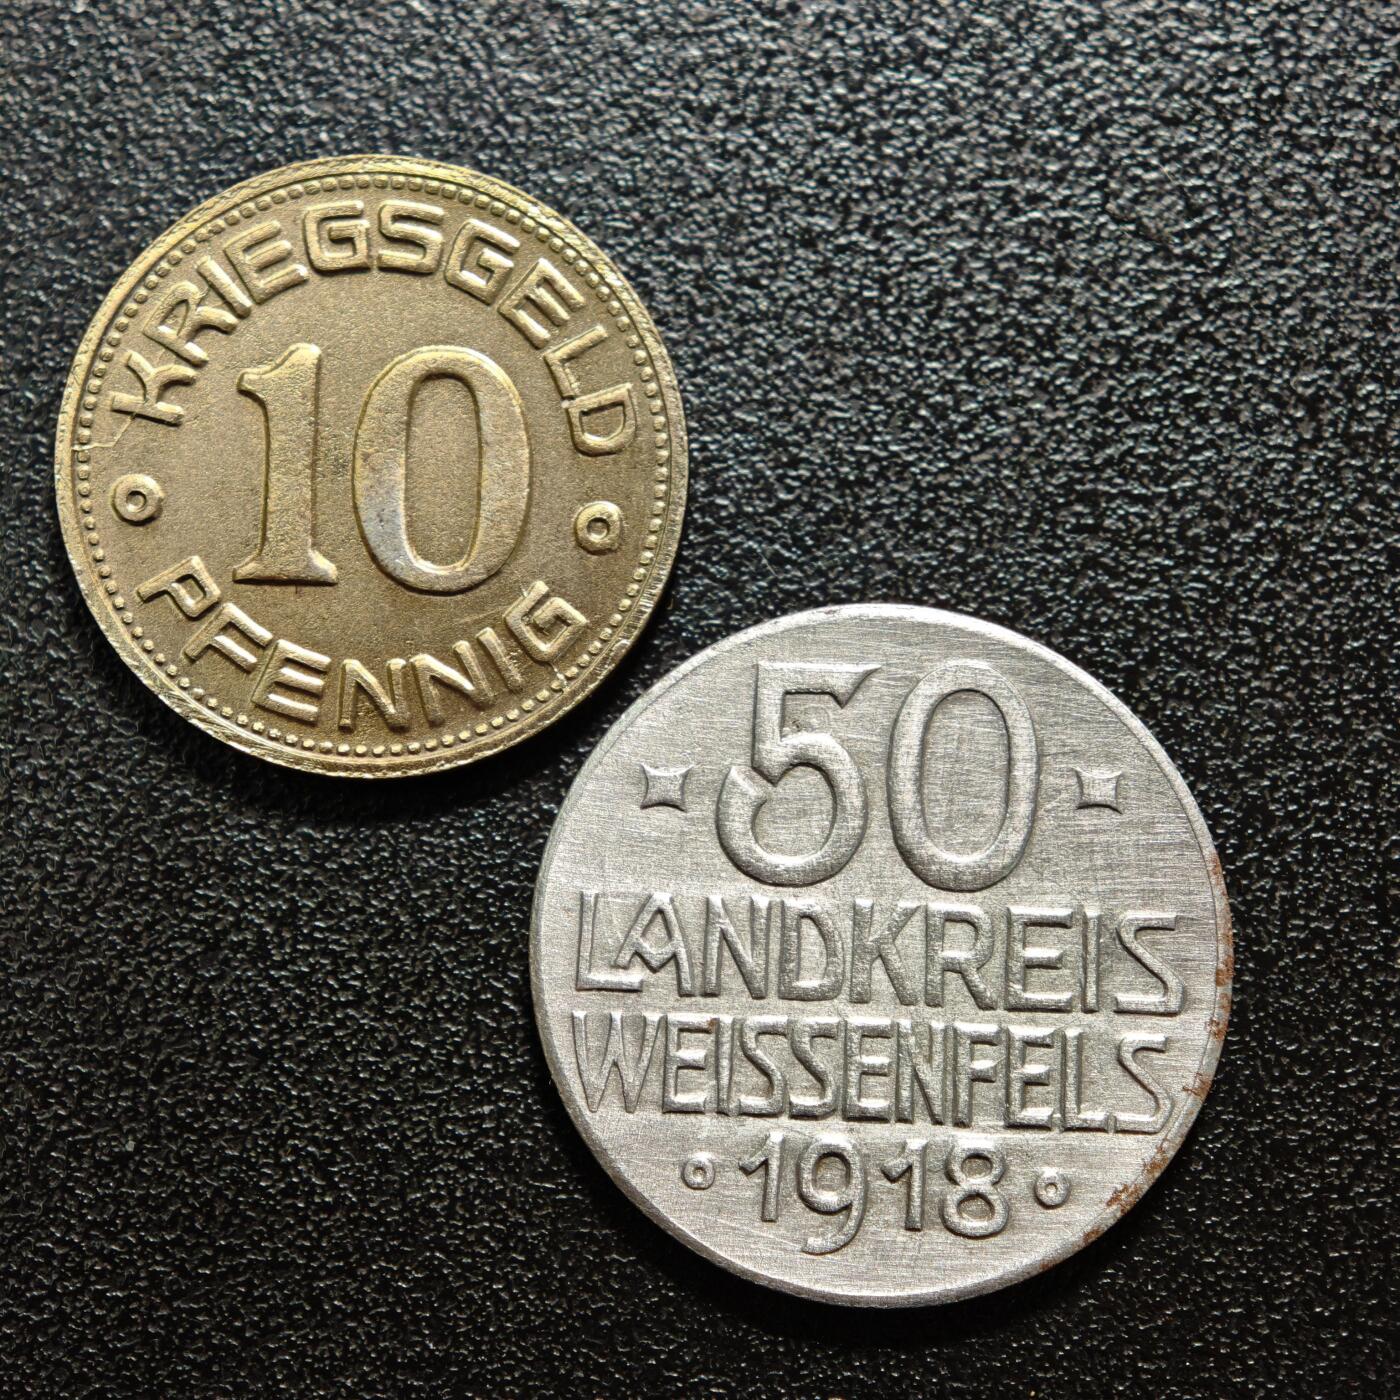 KRIEGSGELD
10
PFENNIG
50
LANDKREIS
WEISSENFELS
1918